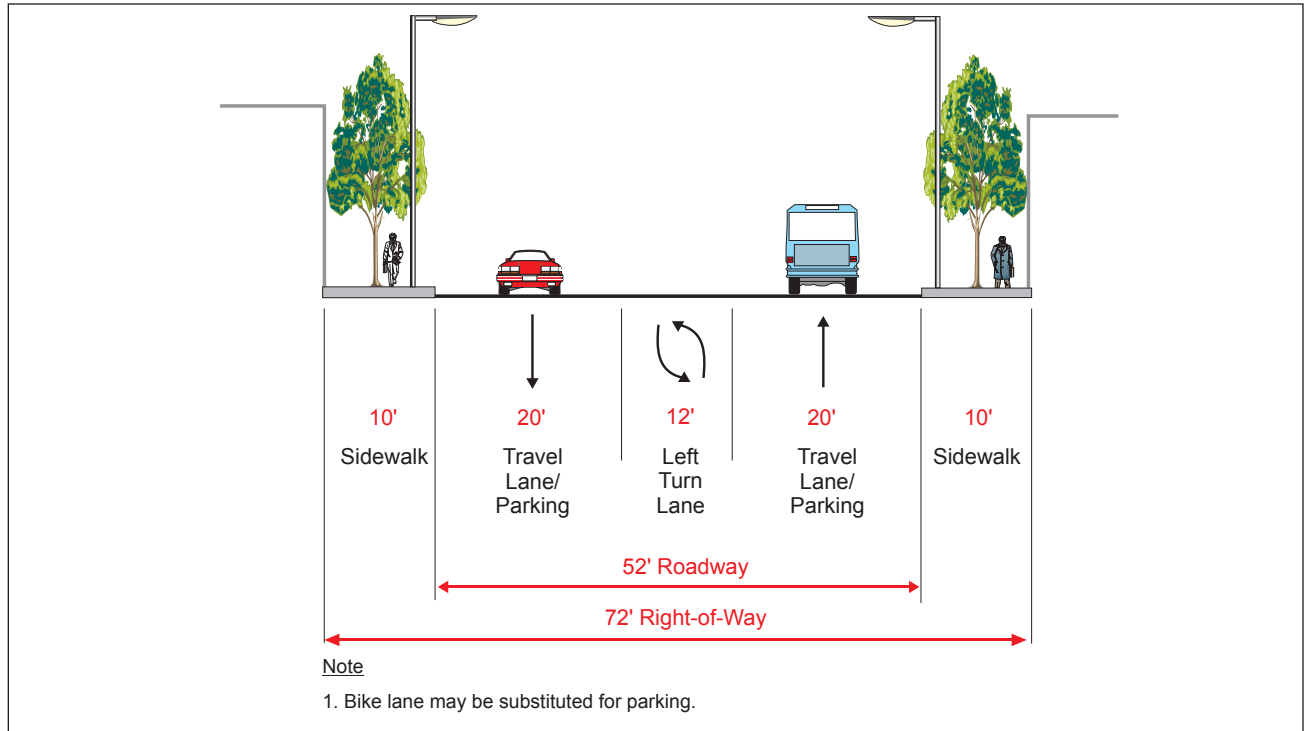 10'
20'
12'
20'
10'
Sidewalk
Travel
Lane/
Parking
Left
Turn
Lane
Travel
Lane/
Parking
Sidewalk
52' Roadway
72' Right-of-Way
Note
1. Bike lane may be substituted for parking.